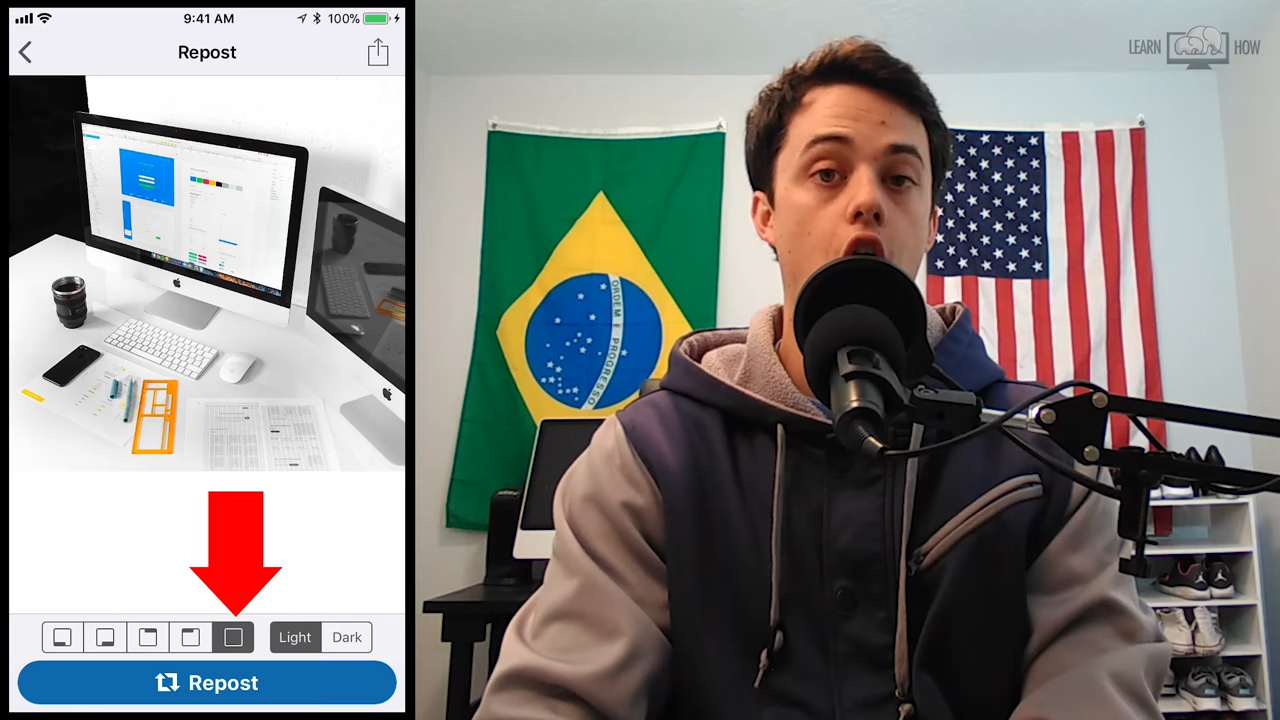 9:41 AM
100%
Repost
Light
Dark
Repost
LEARN HOW
ORDEM E PROGRESSO